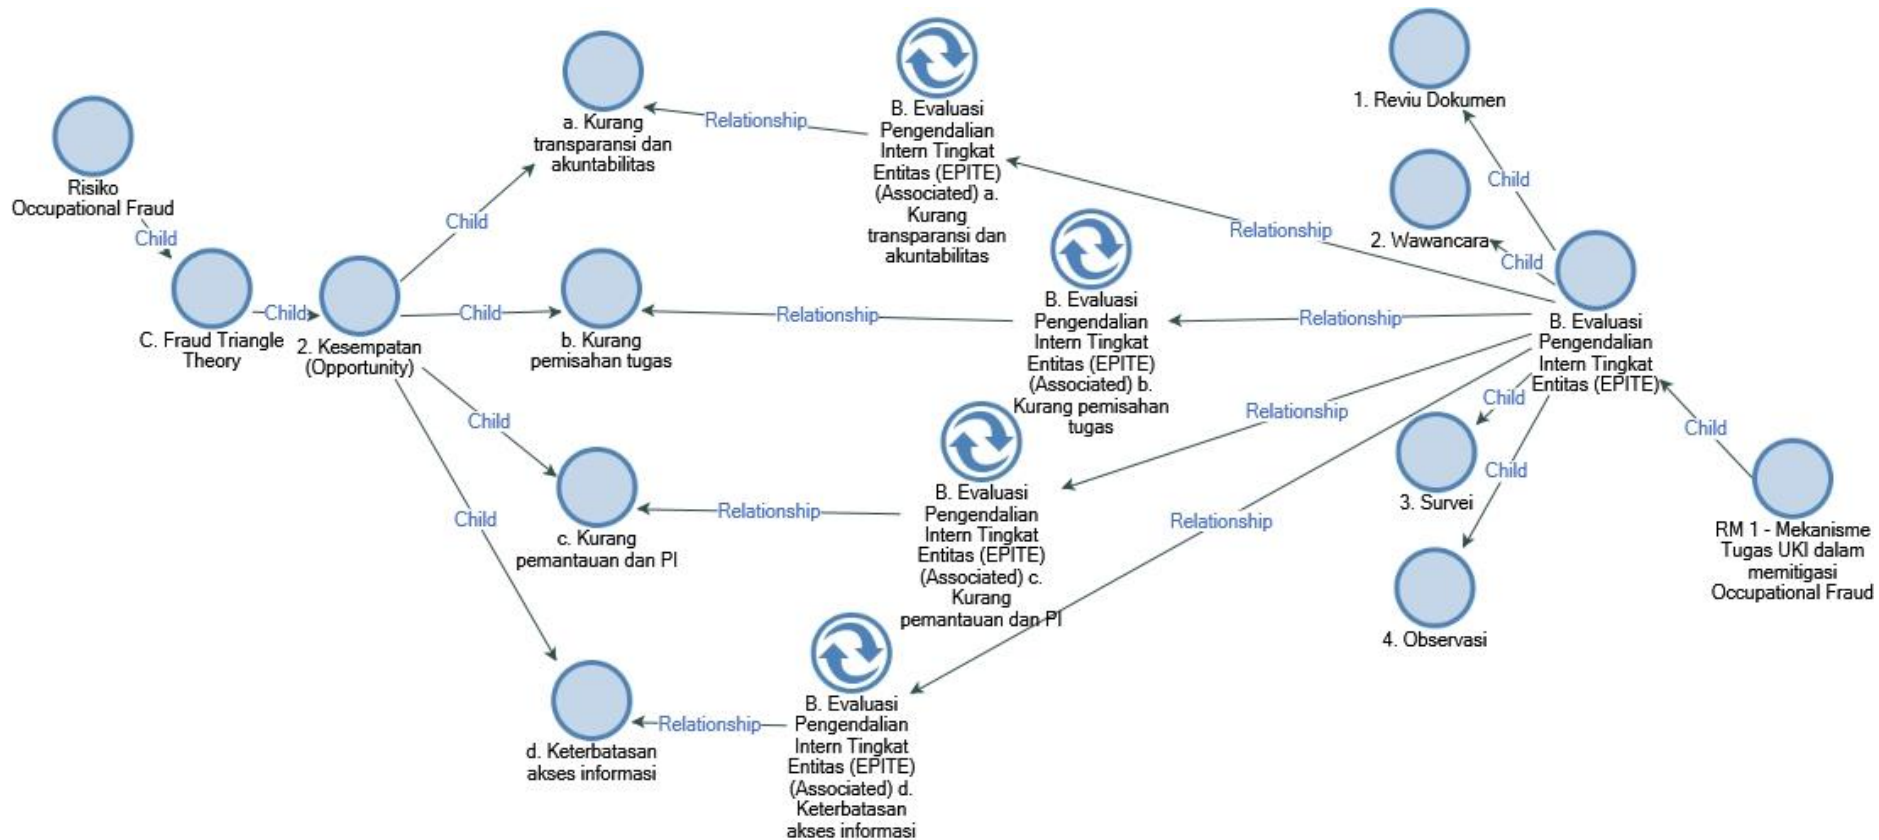 Risiko
Occupational Fraud
Child
C. Fraud Triangle
Theory
Child
2. Kesempatan
(Opportunity)
Child
Child
Child
Child
a. Kurang
transparansi dan
akuntabilitas
b. Kurang
pemisahan tugas
c. Kurang
pemantauan dan PI
d. Keterbatasan
akses informasi
Relationship
Relationship
Relationship
Relationship
B. Evaluasi
Pengendalian
Intern Tingkat
Entitas (EPITE)
(Associated) a.
Kurang
transparansi dan
akuntabilitas
B. Evaluasi
Pengendalian
Intern Tingkat
Entitas (EPITE)
(Associated) b.
Kurang pemisahan
tugas
B. Evaluasi
Pengendalian
Intern Tingkat
Entitas (EPITE)
(Associated) c.
Kurang
pemantauan dan PI
B. Evaluasi
Pengendalian
Intern Tingkat
Entitas (EPITE)
(Associated) d.
Keterbatasan
akses informasi
Relationship
Relationship
Relationship
Relationship
1. Reviu Dokumen
Child
2. Wawancara
Child
B. Evaluasi
Pengendalian
Intern Tingkat
Entitas (EPITE)
Child
3. Survei
Child
4. Observasi
Child
RM 1 - Mekanisme
Tugas UKI dalam
memitigasi
Occupational Fraud